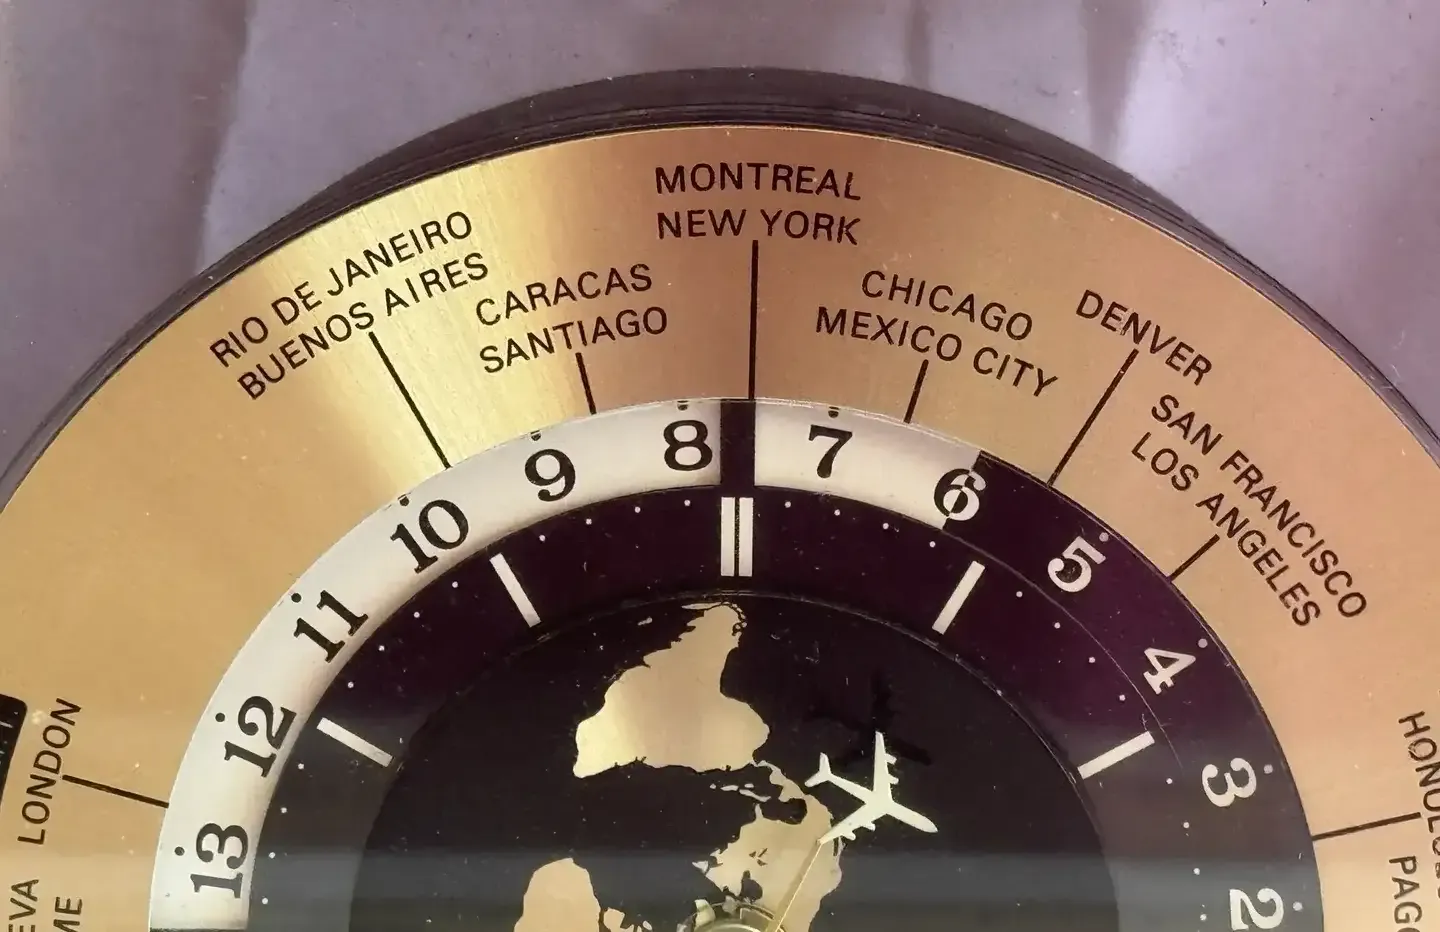 RIO DE JANEIRO
BUENOS AIRES
CARACAS
SANTIAGO
MONTREAL
NEW YORK
CHICAGO
MEXICO CITY
DENVER
SAN FRANCISCO
LOS ANGELES
LONDON
13
12
11
10
9
8
7
6
5
4
3
2